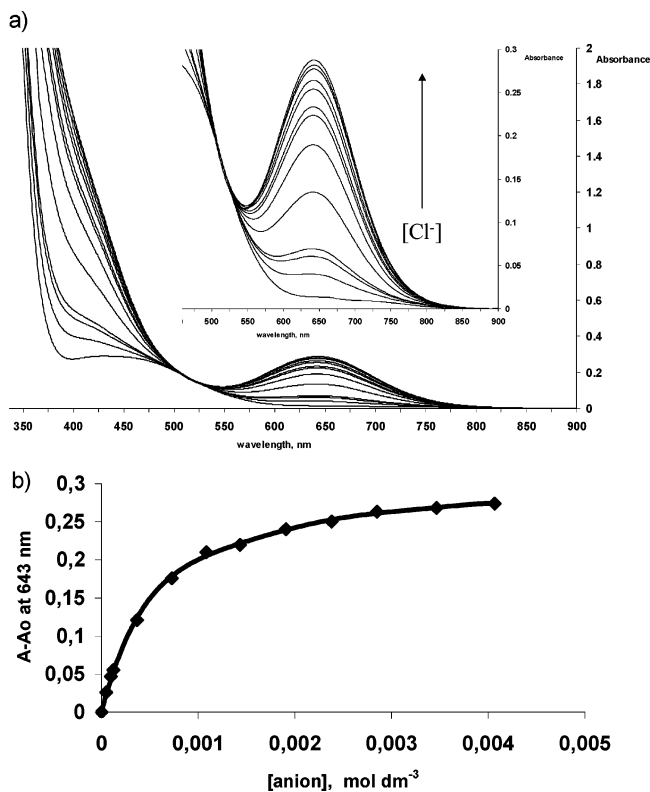 a)
0.3 Absorbance 2 Absorbance
1.8
0.25
1.6
0.2 1.4
[Cl-] 1.2
0.15
1
0.1
0.8
0.05
0.6
0
500 550 600 650 700 750 800 850 900
wavelength, nm
0.4
0.2
0
350 400 450 500 550 600 650 700 750 800 850 900
wavelength, nm
b)
0,3
0,25
0,2
0,15
0,1
0,05
0
A-Ao at 643 nm
0 0,001 0,002 0,003 0,004 0,005
[anion], mol dm-3